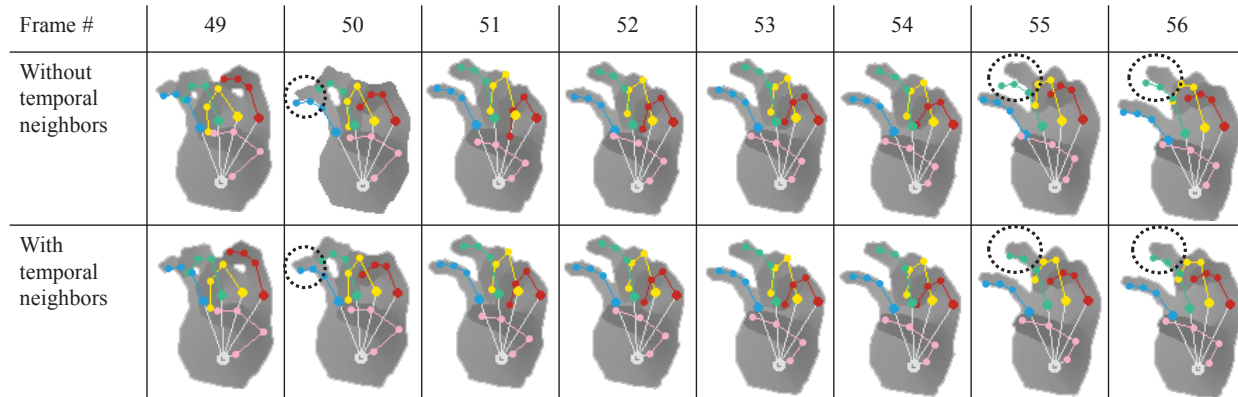 Frame # 49 50 51 52 53 54 55 56
Without
temporal
neighbors
With
temporal
neighbors